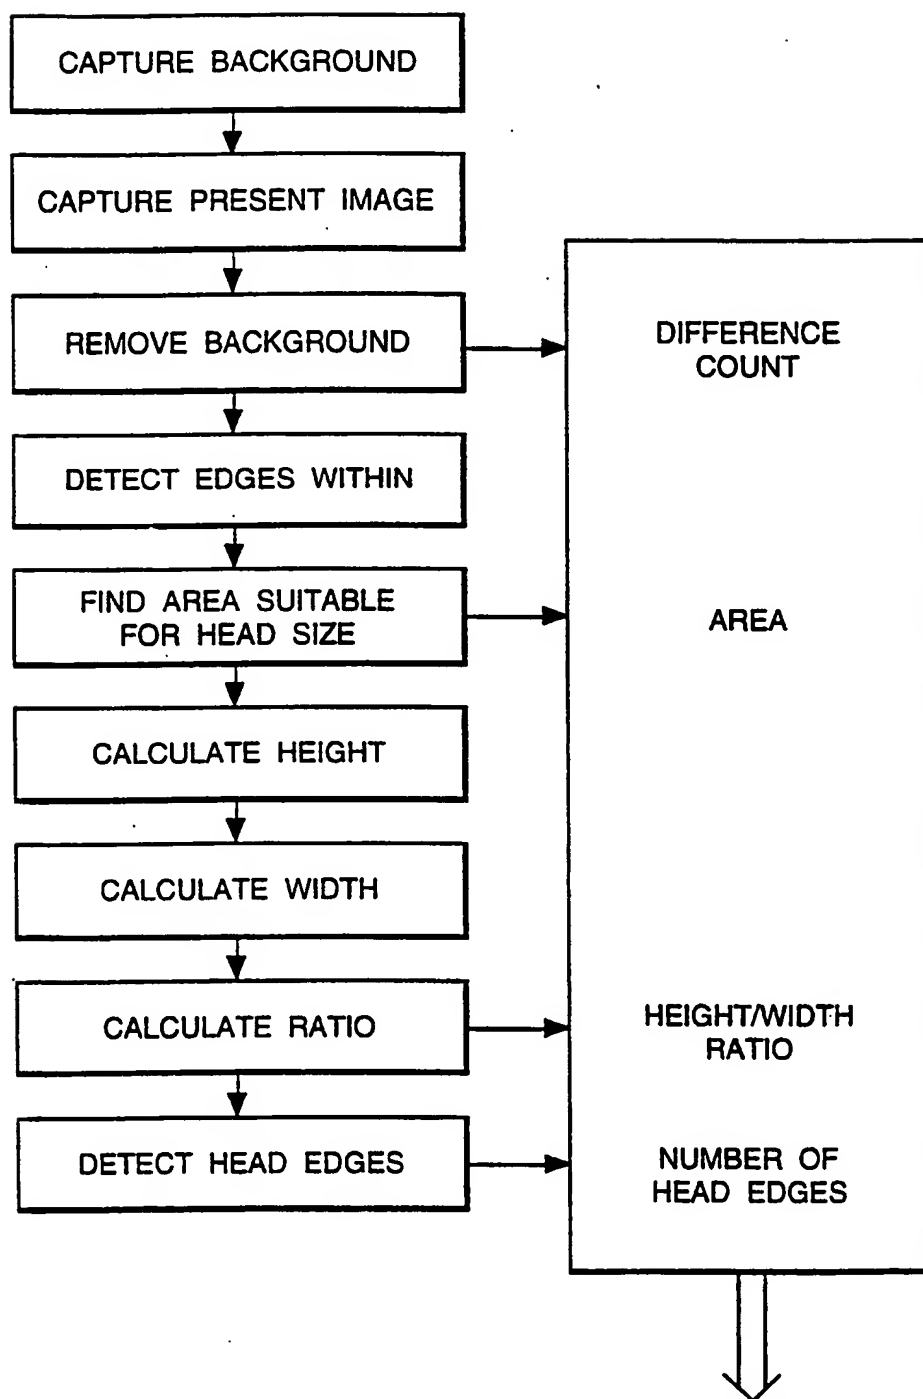 CAPTURE BACKGROUND
CAPTURE PRESENT IMAGE
REMOVE BACKGROUND
DETECT EDGES WITHIN
FIND AREA SUITABLE
FOR HEAD SIZE
CALCULATE HEIGHT
CALCULATE WIDTH
CALCULATE RATIO
DETECT HEAD EDGES
DIFFERENCE
COUNT
AREA
HEIGHT/WIDTH
RATIO
NUMBER OF
HEAD EDGES